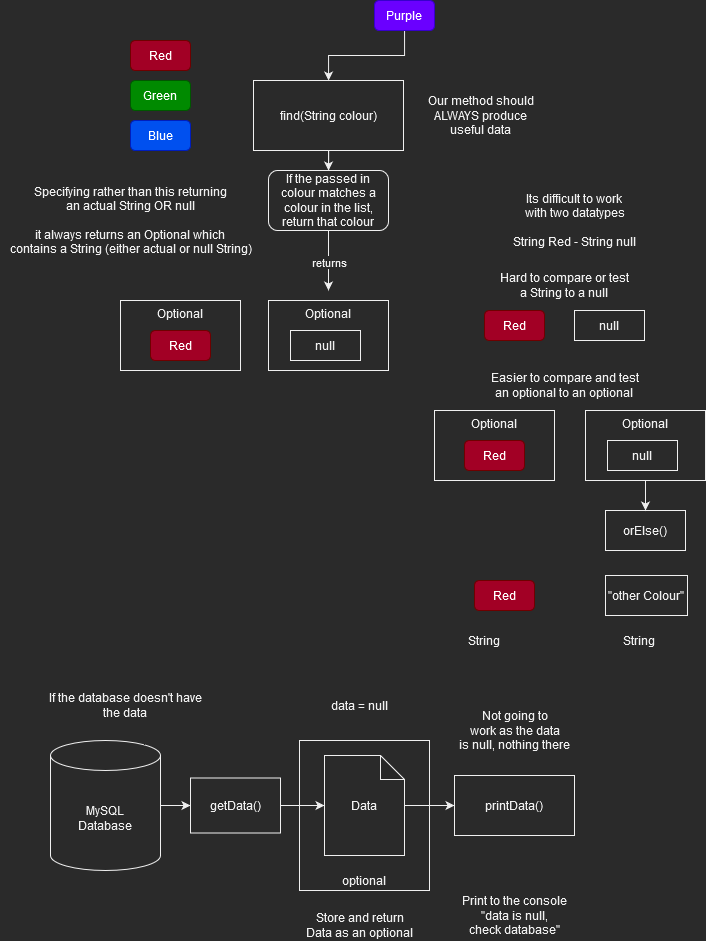 Purple
Red
Green
Blue
find(String colour)
Our method should
ALWAYS produce
useful data
If the passed in
colour matches a
colour in the list,
return that colour
Specifying rather than this returning
an actual String OR null
it always returns an Optional which
contains a String (either actual or null String)
returns
Optional
Red
Optional
null
Its difficult to work
with two datatypes
String Red - String null
Hard to compare or test
a String to a null
Red
null
Easier to compare and test
an optional to an optional
Optional
Red
Optional
null
orElse()
Red
"other Colour"
String
String
If the database doesn't have
the data
data = null
Not going to
work as the data
is null, nothing there
MySQL
Database
getData()
Data
optional
printData()
Store and return
Data as an optional
Print to the console
"data is null,
check database"